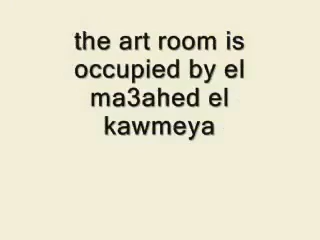 the art room is
occupied by el
ma3ahed el
kawmeya